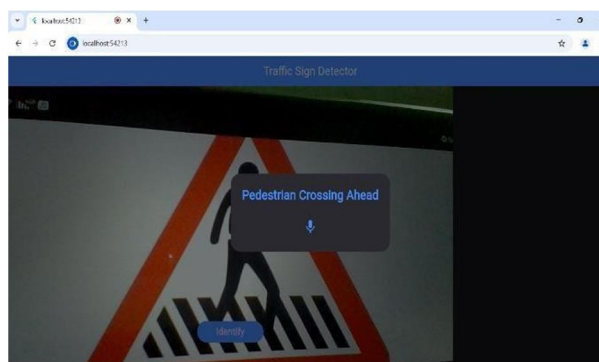 localhost:54213
localhost:54213
Traffic Sign Detector
Pedestrian Crossing Ahead
Identify